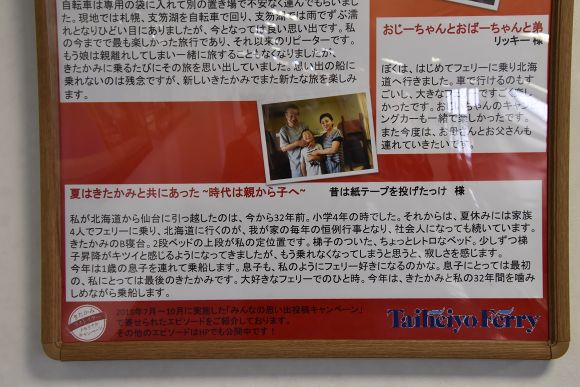 自転車は専用の袋に入れて別の置き場で不安なく運んでもらいまし
た。現地では札幌、支笏湖を自転車で回り、支笏湖では雨でずぶ濡
れとなりひどい目にありましたが、今となっては良い思い出です。私
の今までで最も楽しかった旅行であり、それ以来のリピーターです。
もう娘は親離れしてしまい一緒に旅することもなくなりましたが、
きたかみに乗るたびにその旅を思い出していました。思い出の船に
乗れないのは残念ですが、新しいきたかみでまた新たな旅を楽しみ
ます。
おじーちゃんとおばーちゃんと弟
リッキー 様
ぼくは、はじめてフェリーに乗り北海
道へ行きました。車で行けるのもす
ごいし、大きな
かったです。おじーちゃんのキャンピ
ングカーも一緒で楽しかったです。
また今度は、お母さんとお父さんも
連れていきたいです。
夏はきたかみと共にあった ~時代は親から子へ~ 昔は紙テープを投げたっけ 様
私が北海道から仙台に引っ越したのは、今から32年前。小学4年の時でした。それからは、夏休みには家族
4人でフェリーに乗り、北海道に行くのが、我が家の毎年の恒例行事となり、社会人になっても続いています。
きたかみのB寝台。2段ベッドの上段が私の定位置です。梯子のついた、ちょっとレトロなベッド。少しずつ梯
子昇降がキツイと感じるようになってきましたが、もう乗れなくなってしまうと思うと、寂しさを感じます。
今年は1歳の息子を連れて乗船します。息子も、私のようにフェリー好きになるのかな。息子にとっては最初
の、私にとっては最後のきたかみです。大好きなフェリーでのひと時。今年は、きたかみと私の32年間を噛み
しめながら乗船します。
きたかみ
2018年7月～10月に実施した「みんなの思い出投稿キャンペーン」
で寄せられたエピソードをご紹介しております。
その他のエピソードはHPでも公開中です!
Taiheiyo Ferry